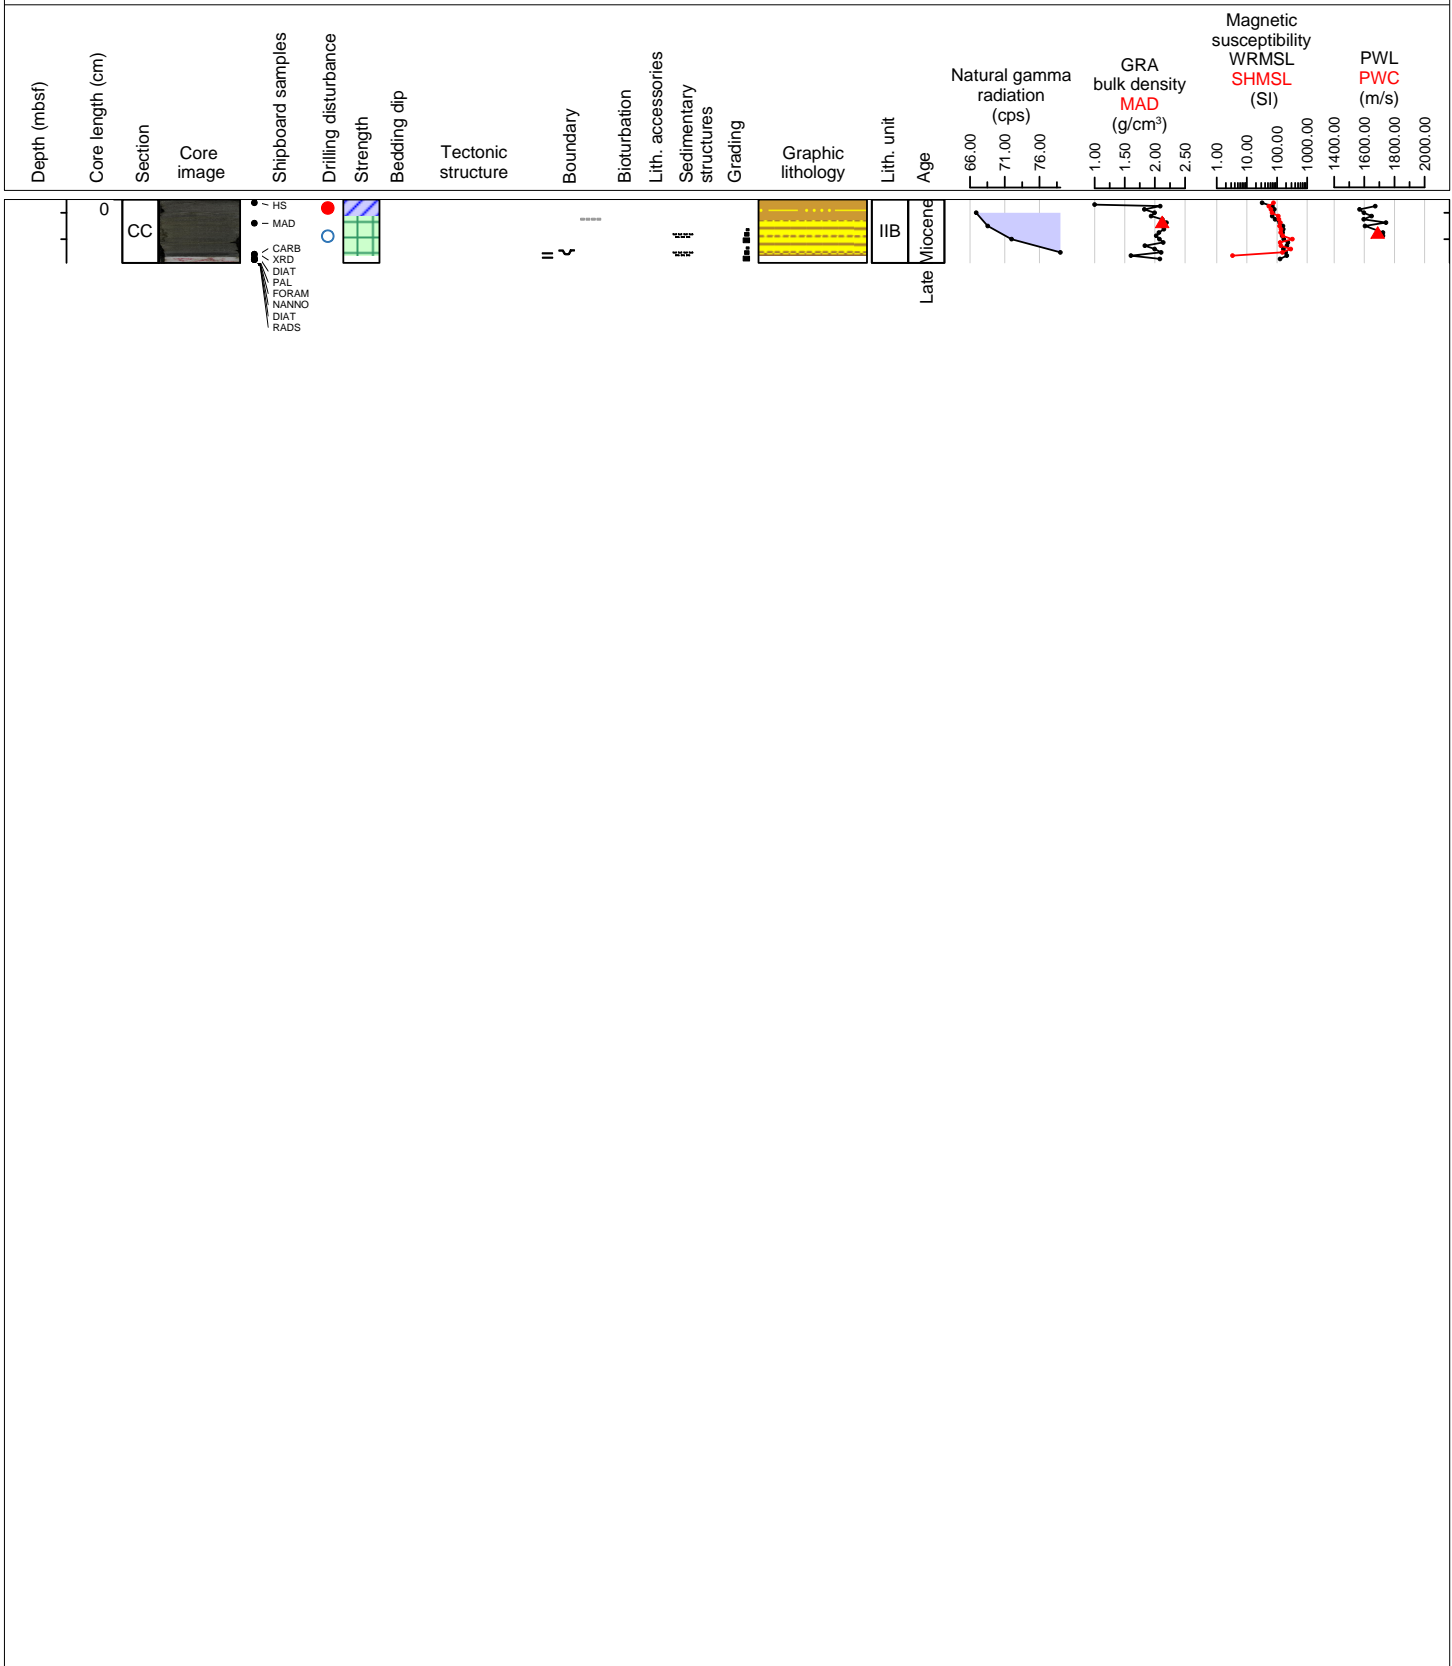 Depth (mbsf)
Core length (cm)
Section
Core
image
Shipboard samples
Drilling disturbance
Strength
Bedding dip
Tectonic
structure
Boundary
Bioturbation
Lith. accessories
Sedimentary
structures
Grading
Graphic
lithology
Lith. unit
Age
Natural gamma
radiation
(cps)
66.00
71.00
76.00
GRA
bulk density
MAD
(g/cm³)
1.00
1.50
2.00
2.50
Magnetic
susceptibility
WRMSL
SHMSL
(SI)
1.00
10.00
100.00
1000.00
PWL
PWC
(m/s)
1400.00
1600.00
1800.00
2000.00
0
CC
HS
MAD
CARB
XRD
DIAT
PAL
FORAM
NANNO
DIAT
RADS
IIB
Late Miocene